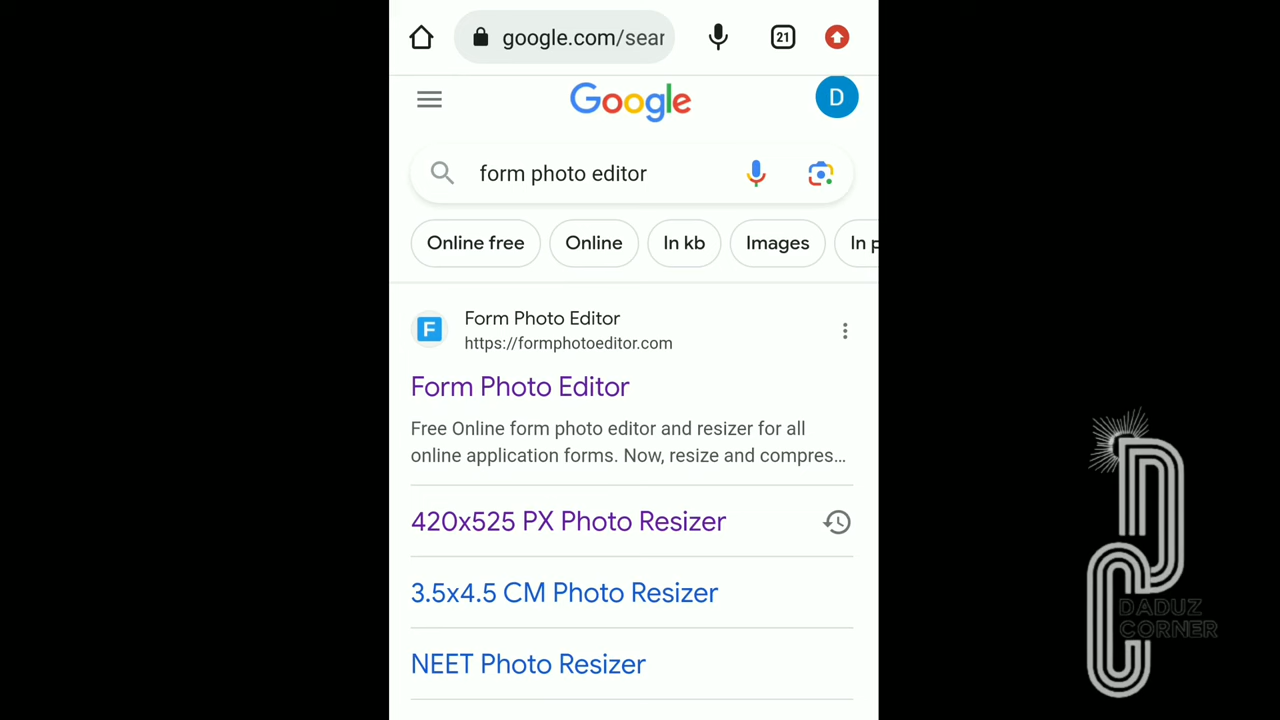 google.com/sear
21
Google
D
form photo editor
Online free
Online
In kb
Images
In p
F
Form Photo Editor
https://formphotoeditor.com
Form Photo Editor
Free Online form photo editor and resizer for all
online application forms. Now, resize and compres...
420x525 PX Photo Resizer
3.5x4.5 CM Photo Resizer
NEET Photo Resizer
DADUZ
CORNER